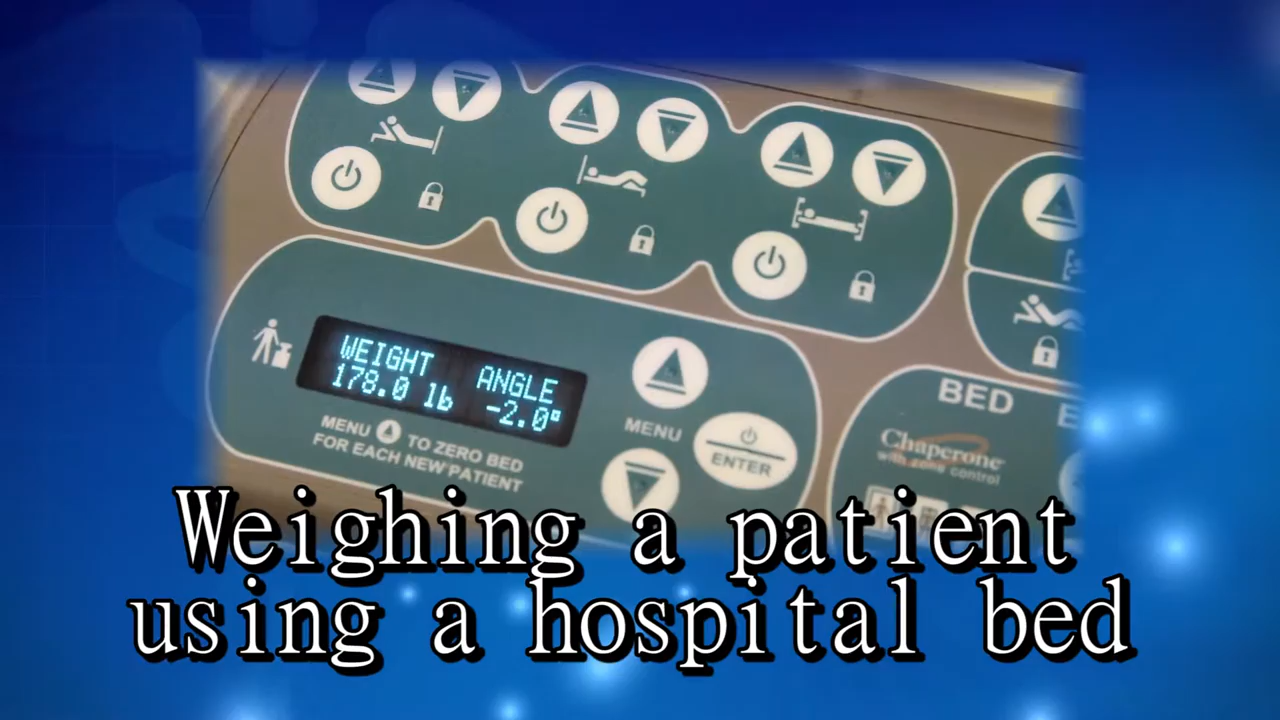 WEIGHT ANGLE
178.0 lb -2.0°
MENU TO ZERO BED
FOR EACH NEW PATIENT
MENU
ENTER
BED
Chaperone
with zone control
Weighing a patient
using a hospital bed